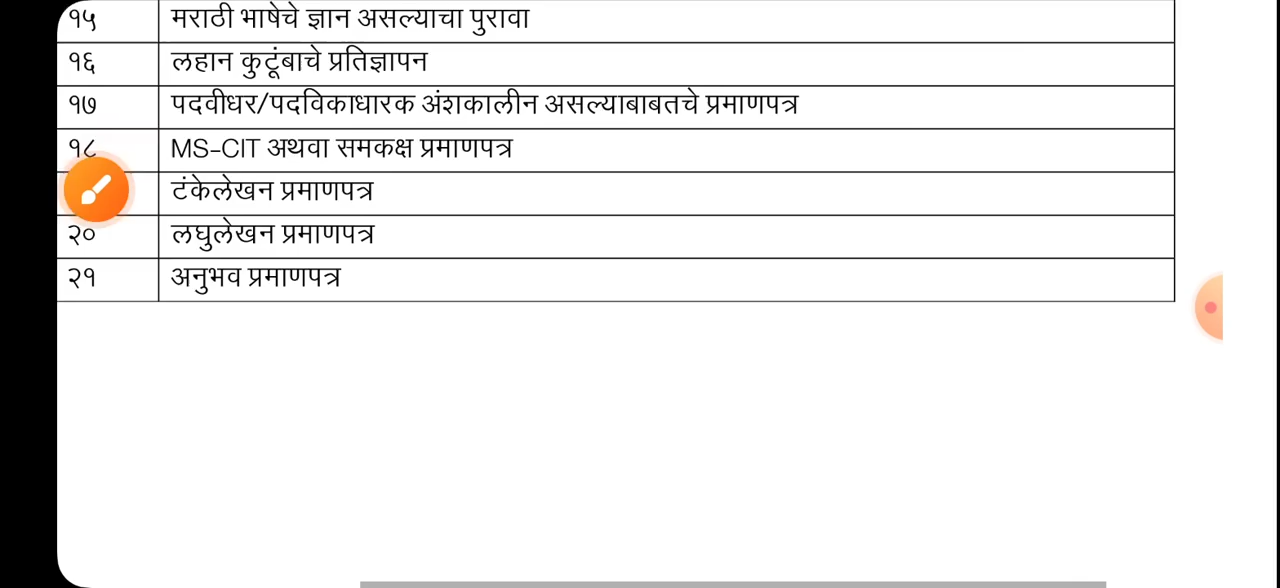 १५ मराठी भाषेचे ज्ञान असल्याचा पुरावा
१६ लहान कुटूंबाचे प्रतिज्ञापन
१७ पदवीधर/पदविकाधारक अंशकालीन असल्याबाबतचे प्रमाणपत्र
१८ MS-CIT अथवा समकक्ष प्रमाणपत्र
टंकेलेखन प्रमाणपत्र
२० लघुलेखन प्रमाणपत्र
२१ अनुभव प्रमाणपत्र